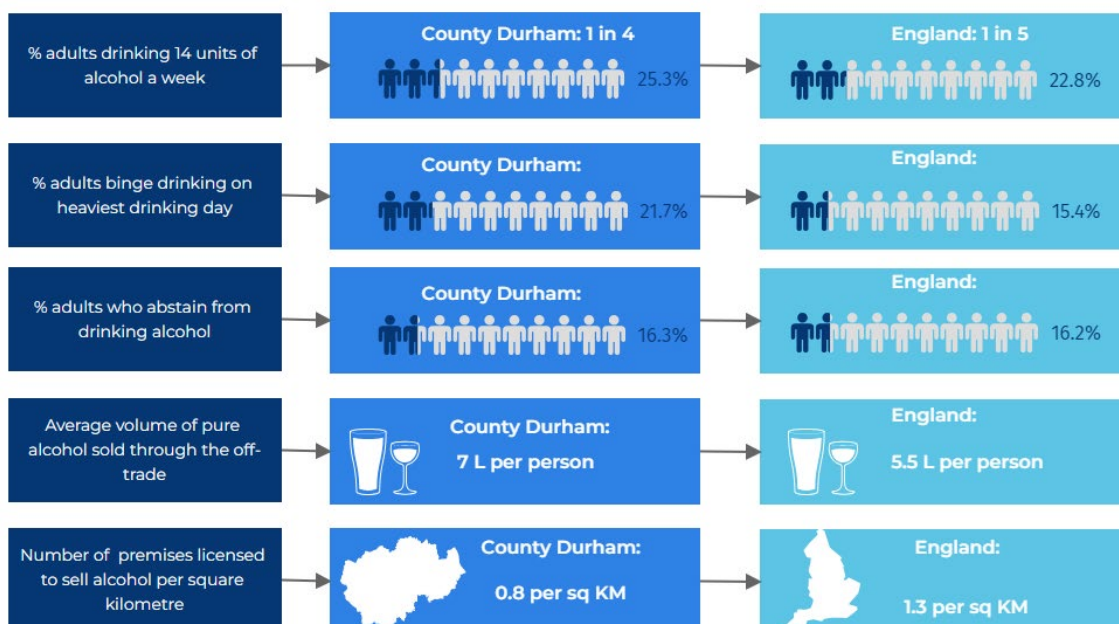 % adults drinking 14 units of
alcohol a week
County Durham: 1 in 4
25.3%
England: 1 in 5
22.8%
% adults binge drinking on
heaviest drinking day
County Durham:
21.7%
England:
15.4%
% adults who abstain from
drinking alcohol
County Durham:
16.3%
England:
16.2%
Average volume of pure
alcohol sold through the off-
trade
County Durham:
7 L per person
England:
5.5 L per person
Number of premises licensed
to sell alcohol per square
kilometre
County Durham:
0.8 per sq KM
England:
1.3 per sq KM